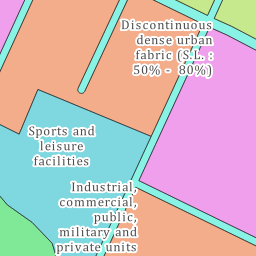 Discontinuous
dense urban
fabric (S.L. :
50% - 80%)
Sports and
leisure
facilities
Industrial,
commercial,
public,
military and
private units